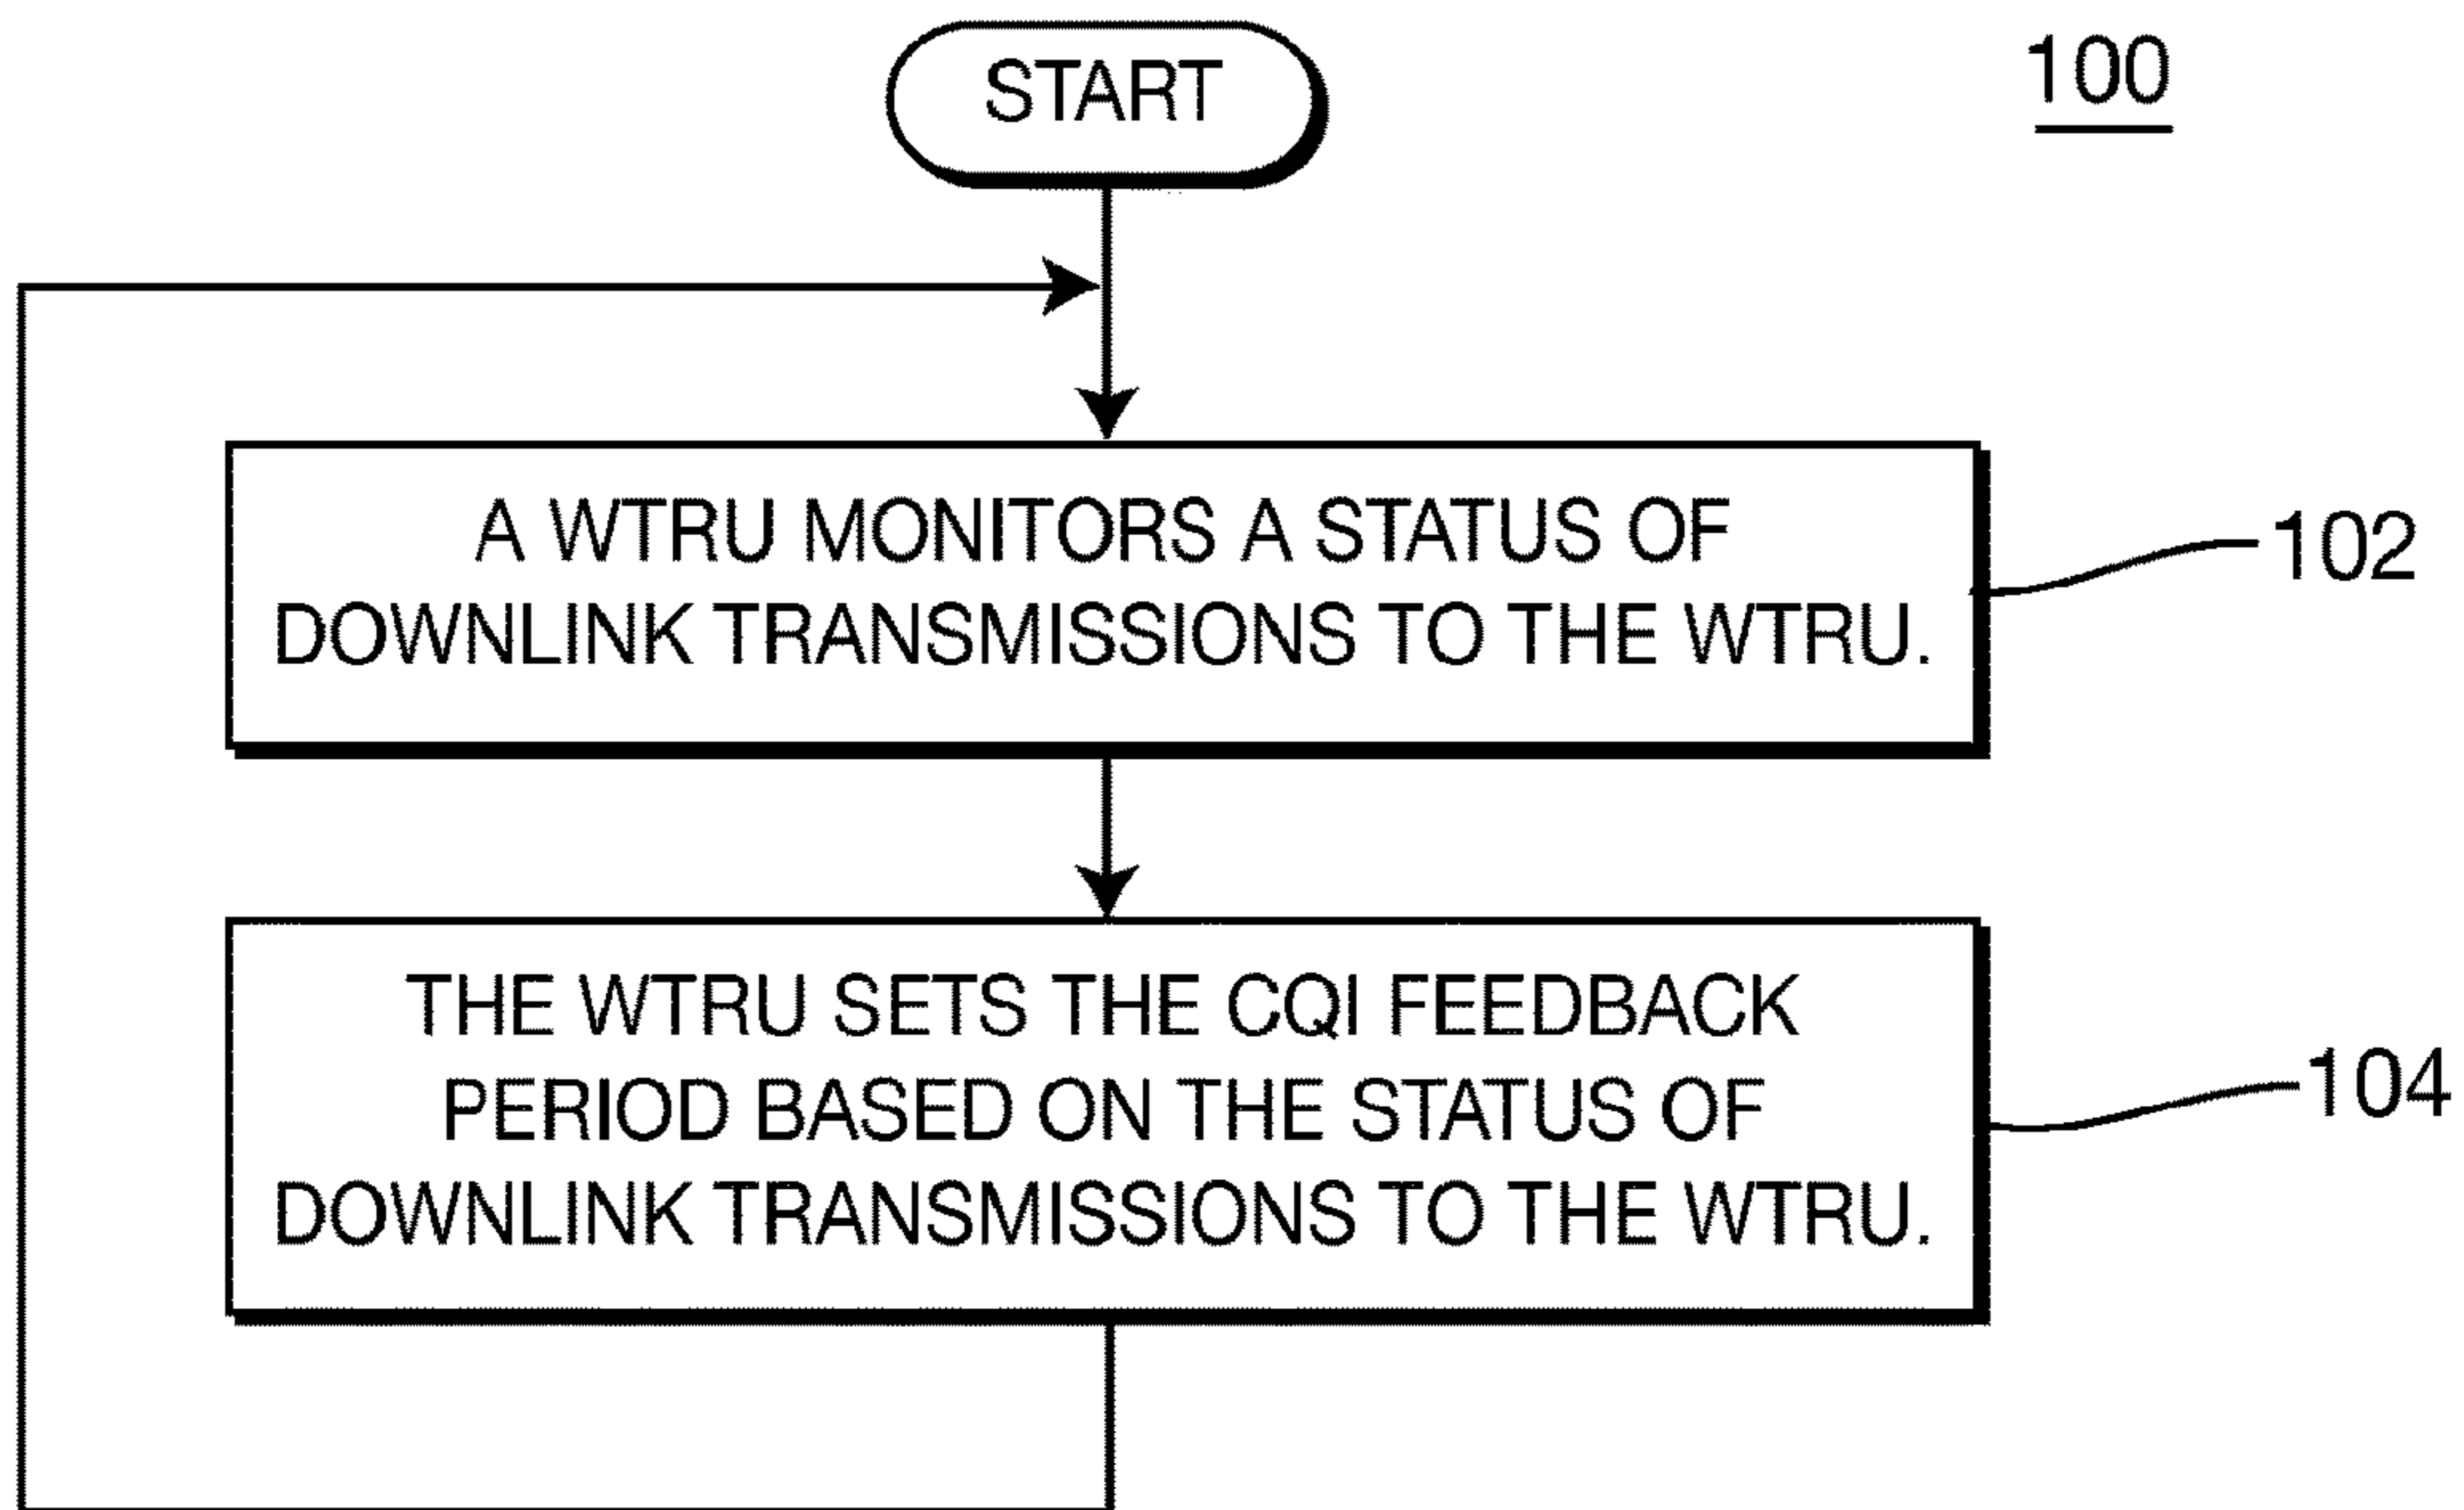 START
100
A WTRU MONITORS A STATUS OF
DOWNLINK TRANSMISSIONS TO THE WTRU.
102
THE WTRU SETS THE CQI FEEDBACK
PERIOD BASED ON THE STATUS OF
DOWNLINK TRANSMISSIONS TO THE WTRU.
104